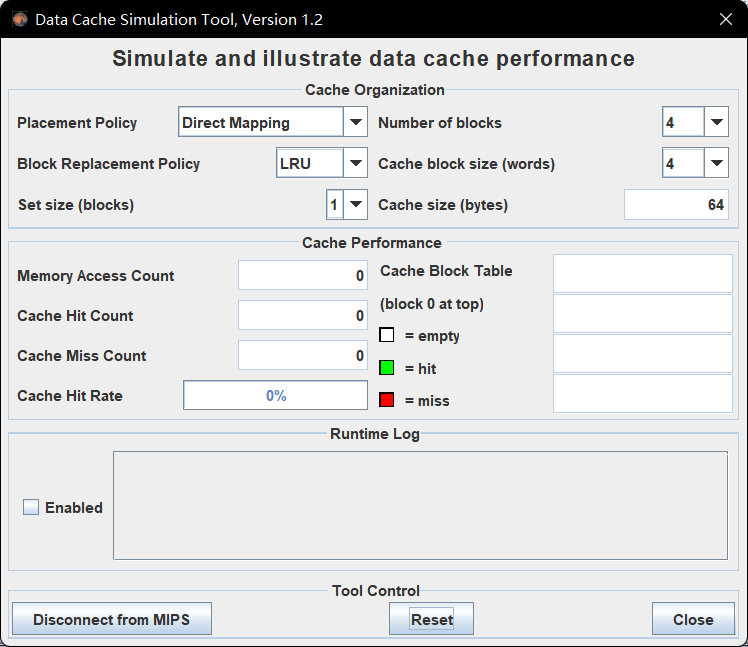 Data Cache Simulation Tool, Version 1.2
Simulate and illustrate data cache performance
Cache Organization
Placement Policy Direct Mapping Number of blocks 4
Block Replacement Policy LRU Cache block size (words) 4
Set size (blocks) 1 Cache size (bytes) 64
Cache Performance
Memory Access Count 0 Cache Block Table
(block 0 at top)
Cache Hit Count 0
= empty
Cache Miss Count 0
= hit
Cache Hit Rate 0%
= miss
Runtime Log
Enabled
Tool Control
Disconnect from MIPS Reset Close